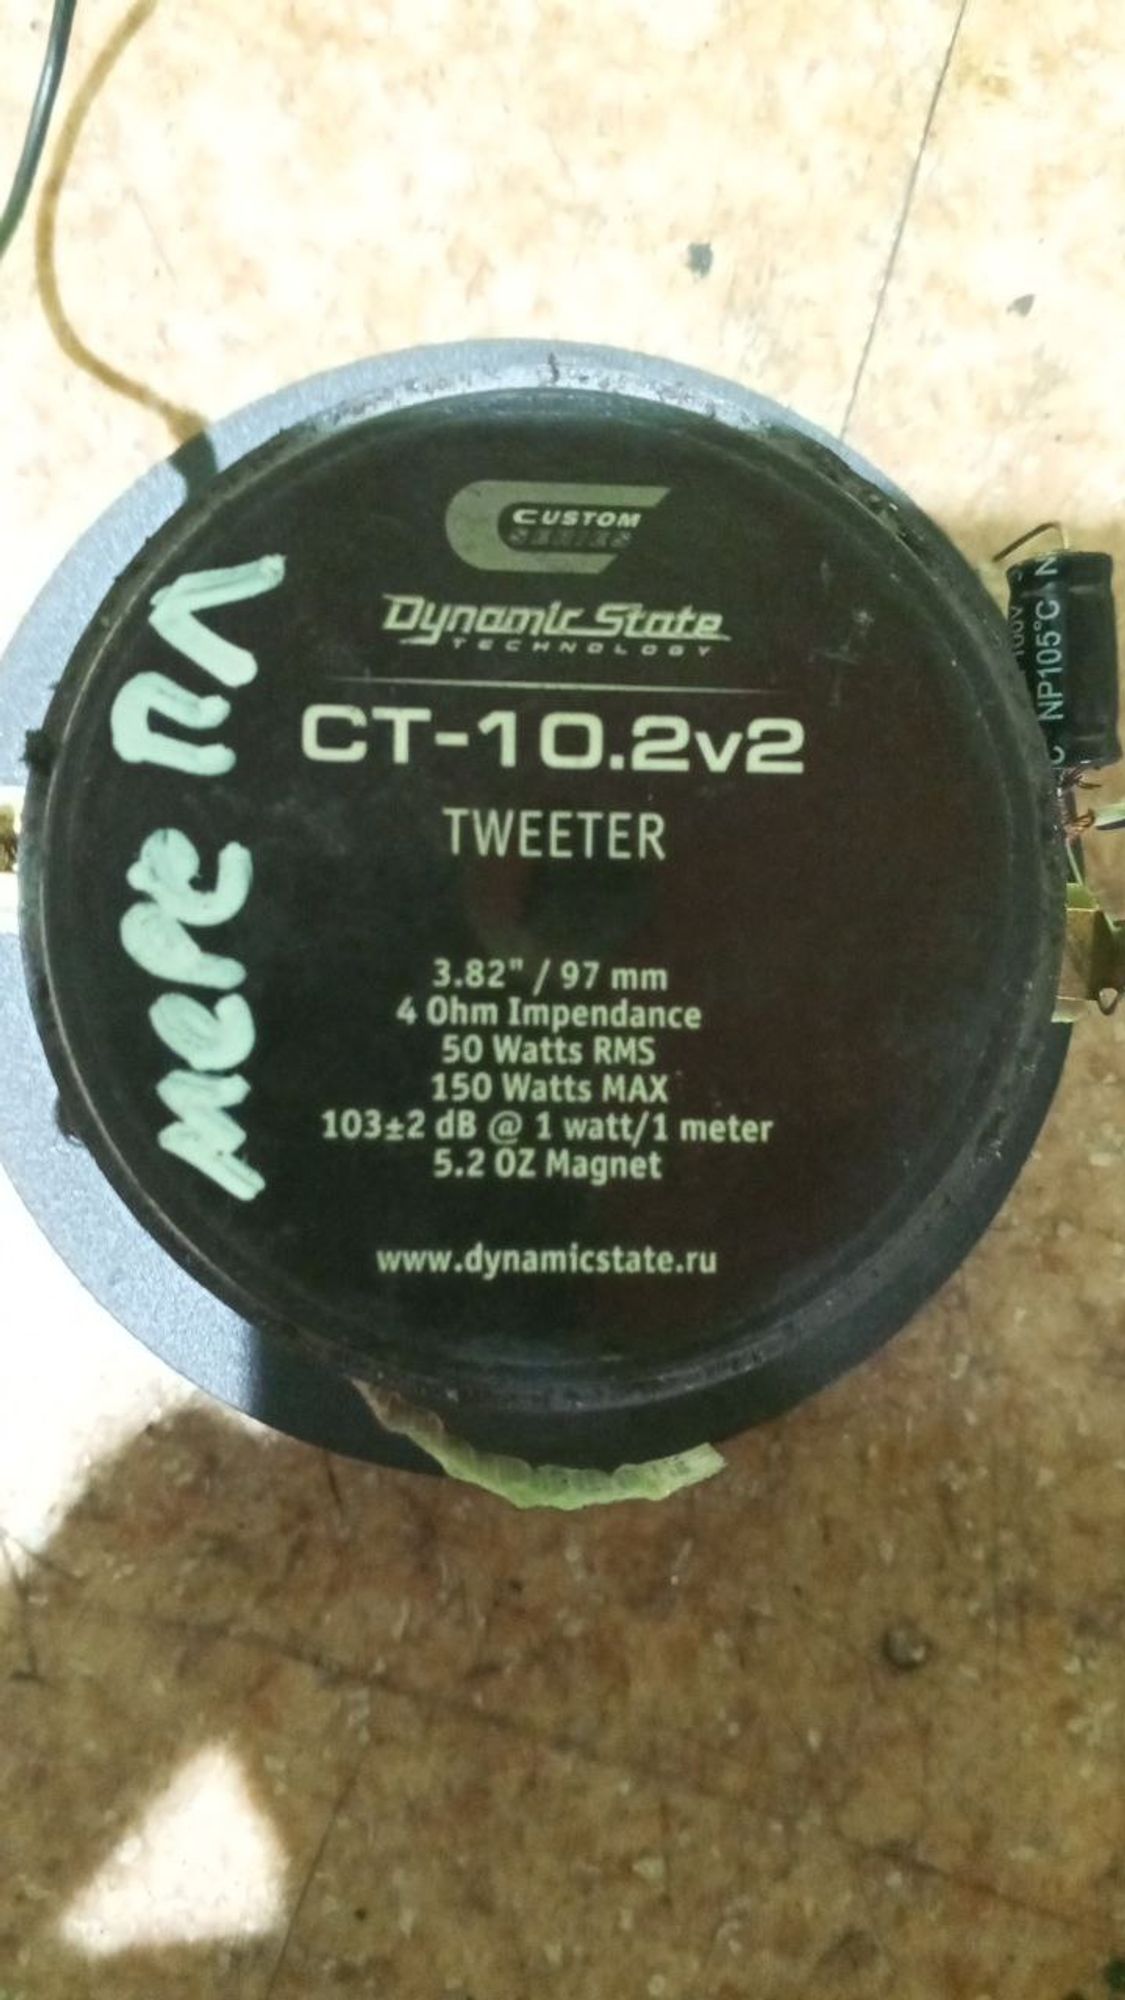 CUSTOM
SERIES
Dynamic State
TECHNOLOGY
CT-10.2v2
TWEETER
3.82" / 97 mm
4 Ohm Impendance
50 Watts RMS
150 Watts MAX
103±2 dB @ 1 watt/1 meter
5.2 OZ Magnet
www.dynamicstate.ru
100V
NP105°C